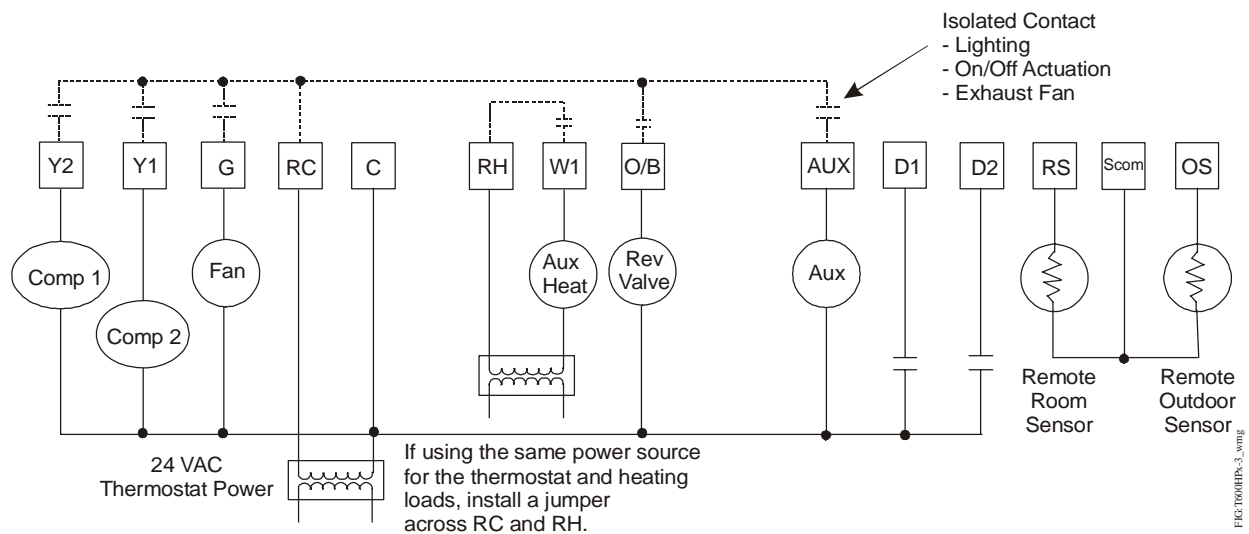 Isolated Contact
- Lighting
- On/Off Actuation
- Exhaust Fan
Y2
Y1
G
RC
C
RH
W1
O/B
AUX
D1
D2
RS
Scom
OS
Comp 1
Comp 2
Fan
Aux
Heat
Rev
Valve
Aux
Remote
Room
Sensor
Remote
Outdoor
Sensor
24 VAC
Thermostat Power
If using the same power source
for the thermostat and heating
loads, install a jumper
across RC and RH.
FIG:T600HPx-3_wrng